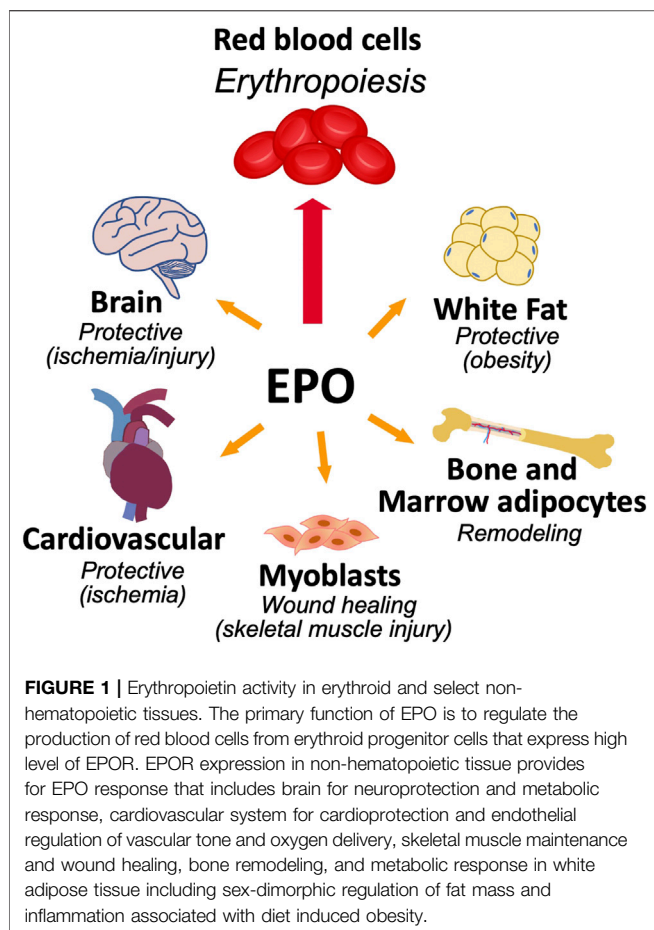 Red blood cells
Erythropoiesis
Brain
Protective
(ischemia/injury)
White Fat
Protective
(obesity)
EPO
Cardiovascular
Protective
(ischemia)
Myoblasts
Wound healing
(skeletal muscle injury)
Bone and
Marrow adipocytes
Remodeling
FIGURE 1 | Erythropoietin activity in erythroid and select non-
hematopoietic tissues. The primary function of EPO is to regulate the
production of red blood cells from erythroid progenitor cells that express high
level of EPOR. EPOR expression in non-hematopoietic tissue provides
for EPO response that includes brain for neuroprotection and metabolic
response, cardiovascular system for cardioprotection and endothelial
regulation of vascular tone and oxygen delivery, skeletal muscle maintenance
and wound healing, bone remodeling, and metabolic response in white
adipose tissue including sex-dimorphic regulation of fat mass and
inflammation associated with diet induced obesity.